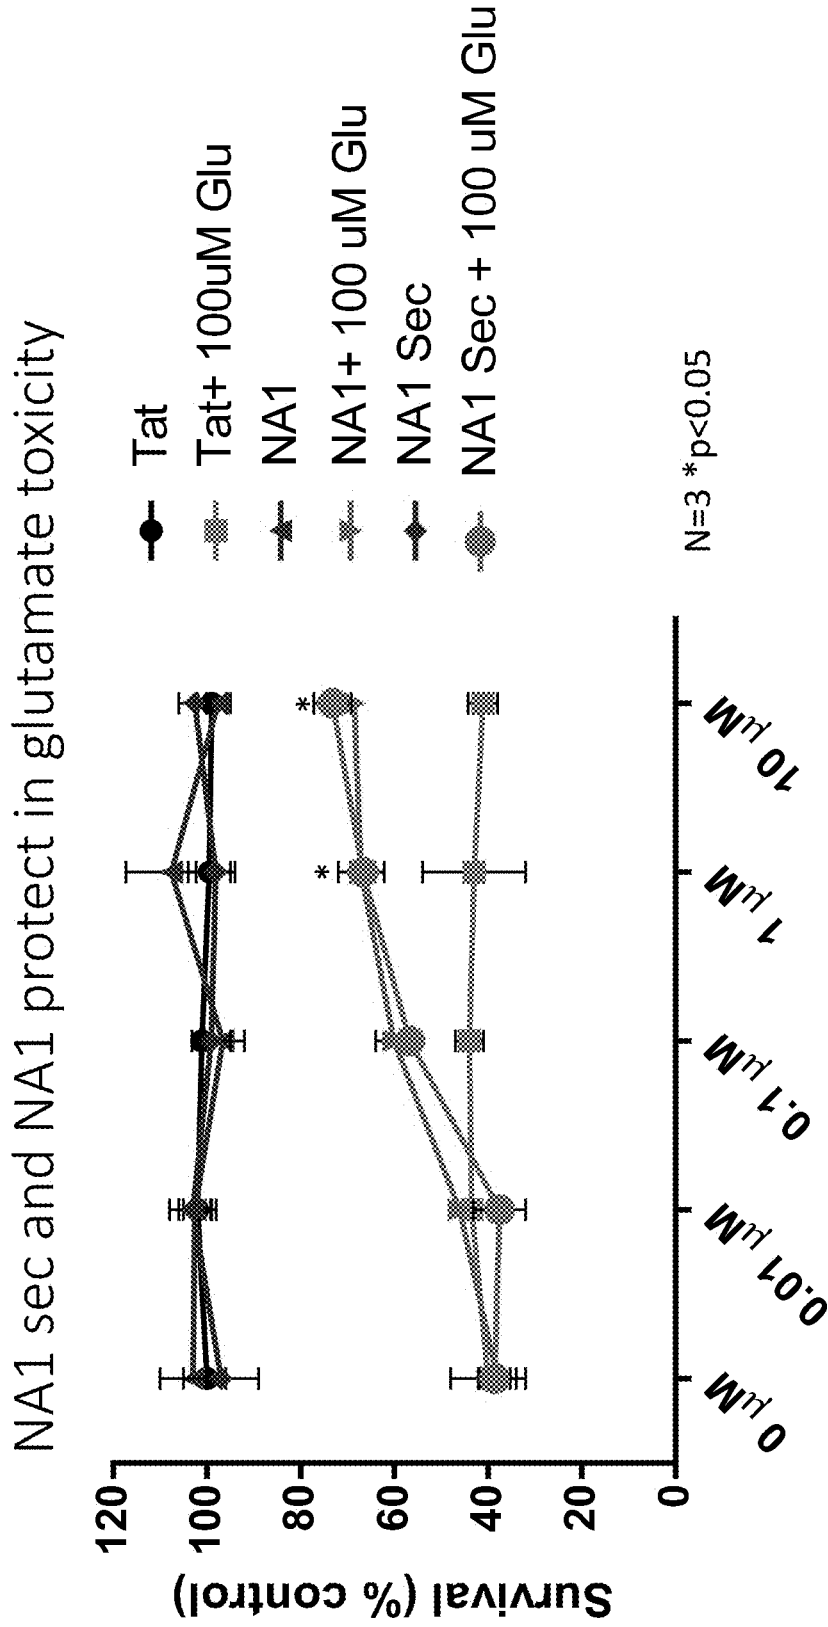 NA1 sec and NA1 protect in glutamate toxicity
Survival (% control)
120
100
80
60
40
20
0
0 µM
0.01 µM
0.1 µM
1 µM
10 µM
*
*
Tat
Tat+ 100uM Glu
NA1
NA1+ 100 uM Glu
NA1 Sec
NA1 Sec + 100 uM Glu
N=3 *p<0.05